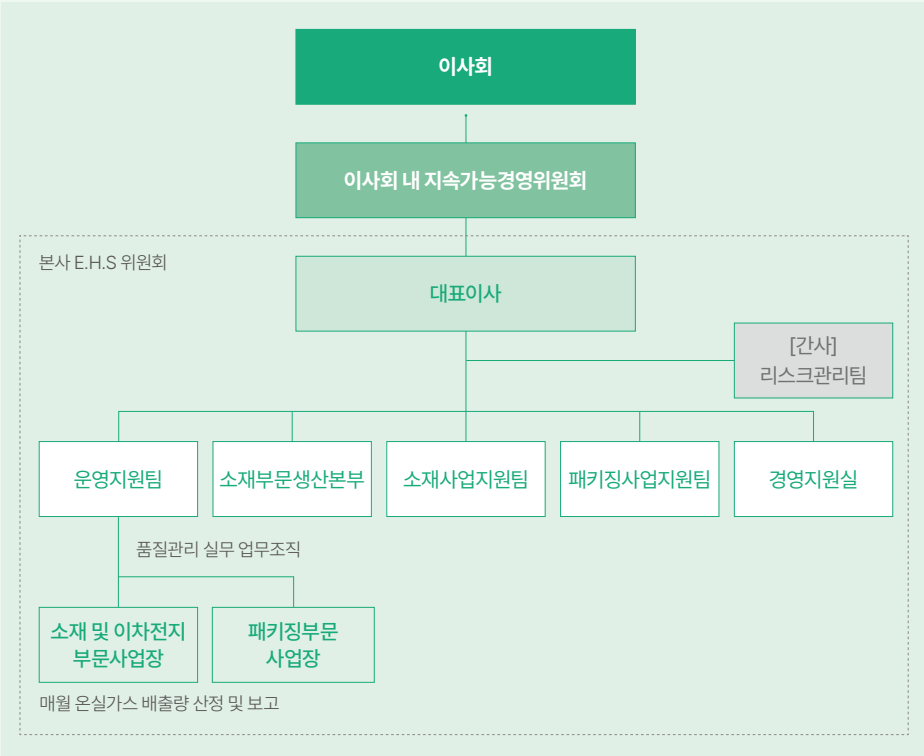 이사회
이사회 내 지속가능경영위원회
본사 E.H.S 위원회
대표이사
[간사]
리스크관리팀
운영지원팀
소재부문생산본부
소재사업지원팀
패키징사업지원팀
경영지원실
품질관리 실무 업무조직
소재 및 이차전지
부문사업장
패키징부문
사업장
매월 온실가스 배출량 산정 및 보고